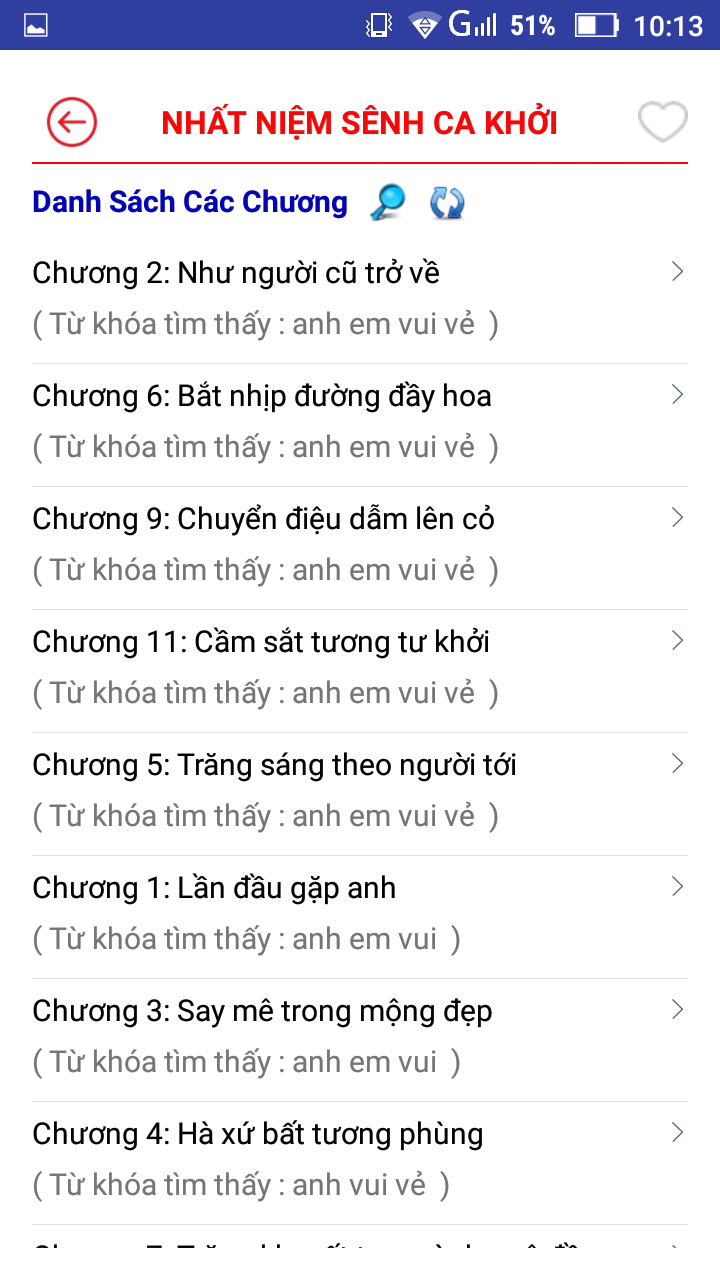 G 51% 10:13
NHẤT NIỆM SÊNH CA KHỞI
Danh Sách Các Chương
Chương 2: Như người cũ trở về
( Từ khóa tìm thấy : anh em vui vẻ )
Chương 6: Bắt nhịp đường đầy hoa
( Từ khóa tìm thấy : anh em vui vẻ )
Chương 9: Chuyển điệu dẫm lên cỏ
( Từ khóa tìm thấy : anh em vui vẻ )
Chương 11: Cầm sắt tương tư khởi
( Từ khóa tìm thấy : anh em vui vẻ )
Chương 5: Trăng sáng theo người tới
( Từ khóa tìm thấy : anh em vui vẻ )
Chương 1: Lần đầu gặp anh
( Từ khóa tìm thấy : anh em vui )
Chương 3: Say mê trong mộng đẹp
( Từ khóa tìm thấy : anh em vui )
Chương 4: Hà xứ bất tương phùng
( Từ khóa tìm thấy : anh vui vẻ )